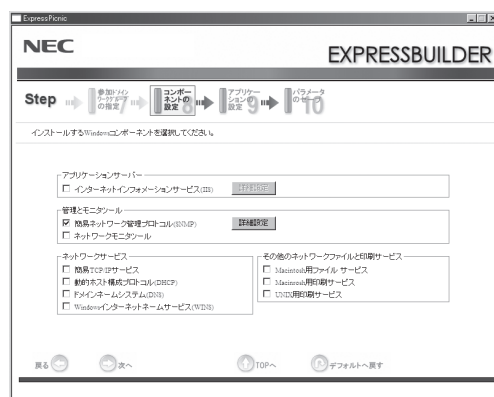 ExpressPicnic
NEC
EXPRESSBUILDER
Step
参加ドメイン
ワークグループ
の指定 7
コンポー
ネントの
設定 8
アプリケー
ションの
設定 9
パラメータ
のセーブ 10
インストールするWindowsコンポーネントを選択してください。
アプリケーションサーバー
インターネットインフォメーションサービス(IIS)
詳細設定
管理とモニタツール
簡易ネットワーク管理プロトコル(SNMP)
詳細設定
ネットワークモニタツール
ネットワークサービス
簡易TCP/IPサービス
動的ホスト構成プロトコル(DHCP)
ドメインネームシステム(DNS)
Windowsインターネットネームサービス(WINS)
その他のネットワークファイルと印刷サービス
Macintosh用ファイル サービス
Macintosh用印刷サービス
UNIX用印刷サービス
戻る
次へ
TOPへ
デフォルトへ戻す